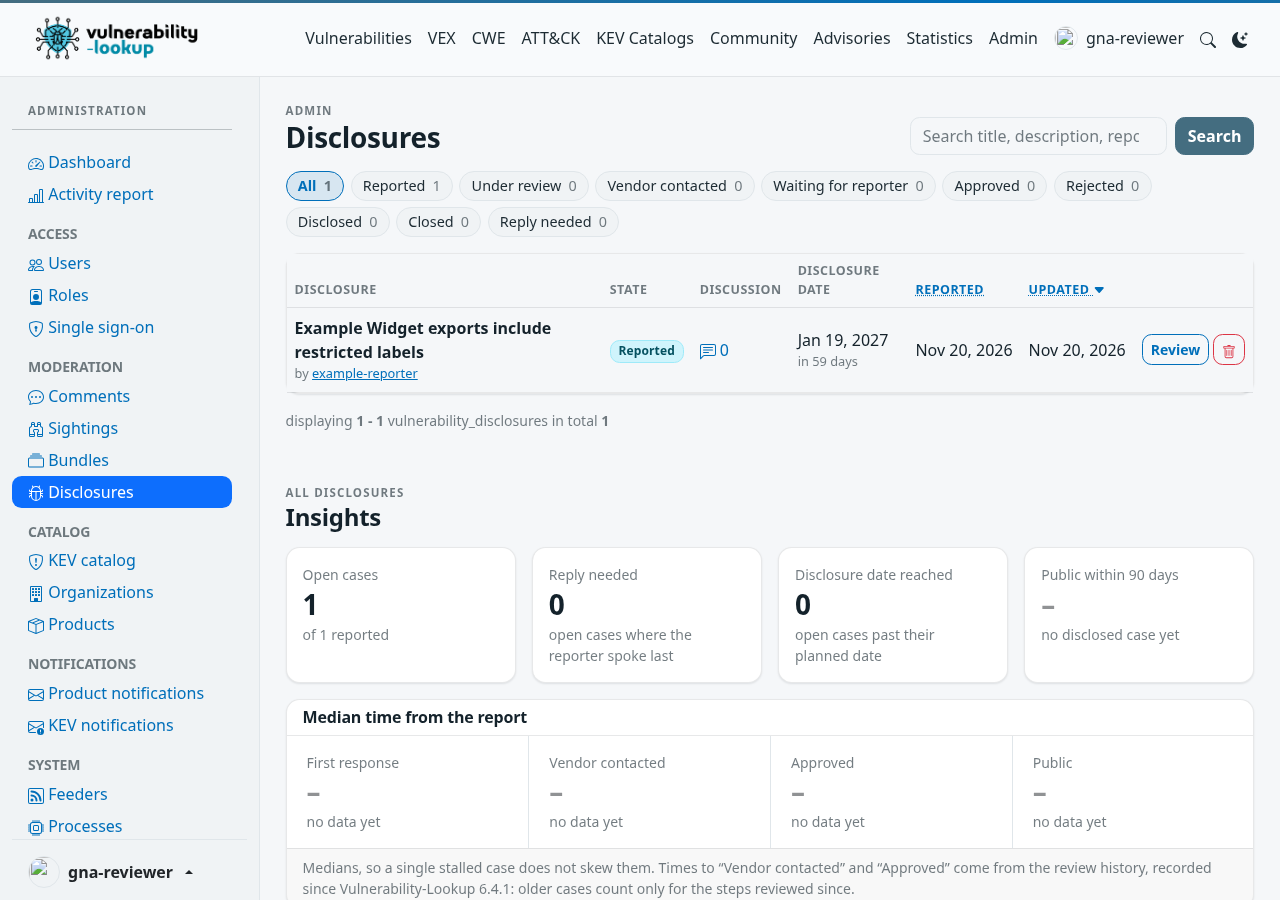 vulnerability
-lookup
Vulnerabilities VEX CWE ATT&CK KEV Catalogs Community Advisories Statistics Admin gna-reviewer
ADMINISTRATION
Dashboard
Activity report
ACCESS
Users
Roles
Single sign-on
MODERATION
Comments
Sightings
Bundles
Disclosures
CATALOG
KEV catalog
Organizations
Products
NOTIFICATIONS
Product notifications
KEV notifications
SYSTEM
Feeders
Processes
gna-reviewer
ADMIN
Disclosures
Search title, description, repc Search
All 1 Reported 1 Under review 0 Vendor contacted 0 Waiting for reporter 0 Approved 0 Rejected 0
Disclosed 0 Closed 0 Reply needed 0
DISCLOSURE STATE DISCUSSION DISCLOSURE DATE REPORTED UPDATED
Example Widget exports include
restricted labels
by example-reporter
Reported 0 Jan 19, 2027
in 59 days
Nov 20, 2026 Nov 20, 2026 Review
displaying 1 - 1 vulnerability_disclosures in total 1
ALL DISCLOSURES
Insights
Open cases
1
of 1 reported
Reply needed
0
open cases where the
reporter spoke last
Disclosure date reached
0
open cases past their
planned date
Public within 90 days
–
no disclosed case yet
Median time from the report
First response
–
no data yet
Vendor contacted
–
no data yet
Approved
–
no data yet
Public
–
no data yet
Medians, so a single stalled case does not skew them. Times to “Vendor contacted” and “Approved” come from the review history, recorded
since Vulnerability-Lookup 6.4.1: older cases count only for the steps reviewed since.